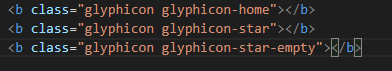 <b class="glyphicon glyphicon-home"></b>
<b class="glyphicon glyphicon-star"></b>
<b class="glyphicon glyphicon-star-empty"></b>